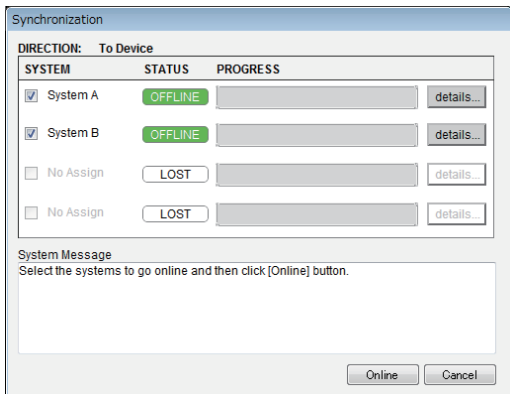 Synchronization
DIRECTION: To Device
SYSTEM STATUS PROGRESS
System A OFFLINE details...
System B OFFLINE details...
No Assign LOST details...
No Assign LOST details...
System Message
Select the systems to go online and then click [Online] button.
Online Cancel